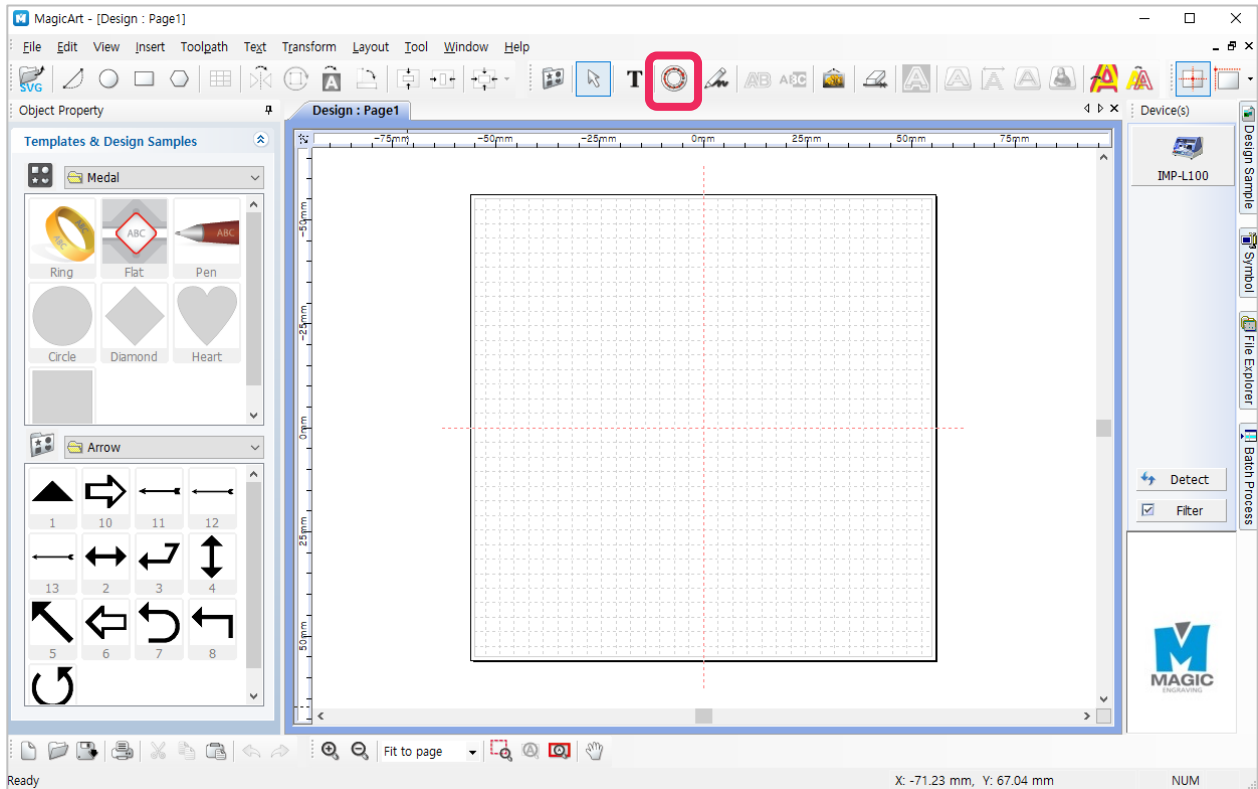 MagicArt - [Design : Page1]
File Edit View Insert Toolpath Text Transform Layout Tool Window Help
SVG
A
T
AB
ABC
Object Property
Design : Page1
Device(s)
Templates & Design Samples
Medal
Ring Flat Pen
ABC ABC ABC
Circle Diamond Heart
Arrow
1 10 11 12
13 2 3 4
5 6 7 8
-75mm -50mm -25mm 0mm 25mm 50mm 75mm
-50mm
-25mm
0mm
25mm
50mm
IMP-L100
Detect
Filter
Design Sample
Symbol
File Explorer
Batch Process
MAGIC
ENGRAVING
Fit to page
Ready
X: -71.23 mm, Y: 67.04 mm
NUM